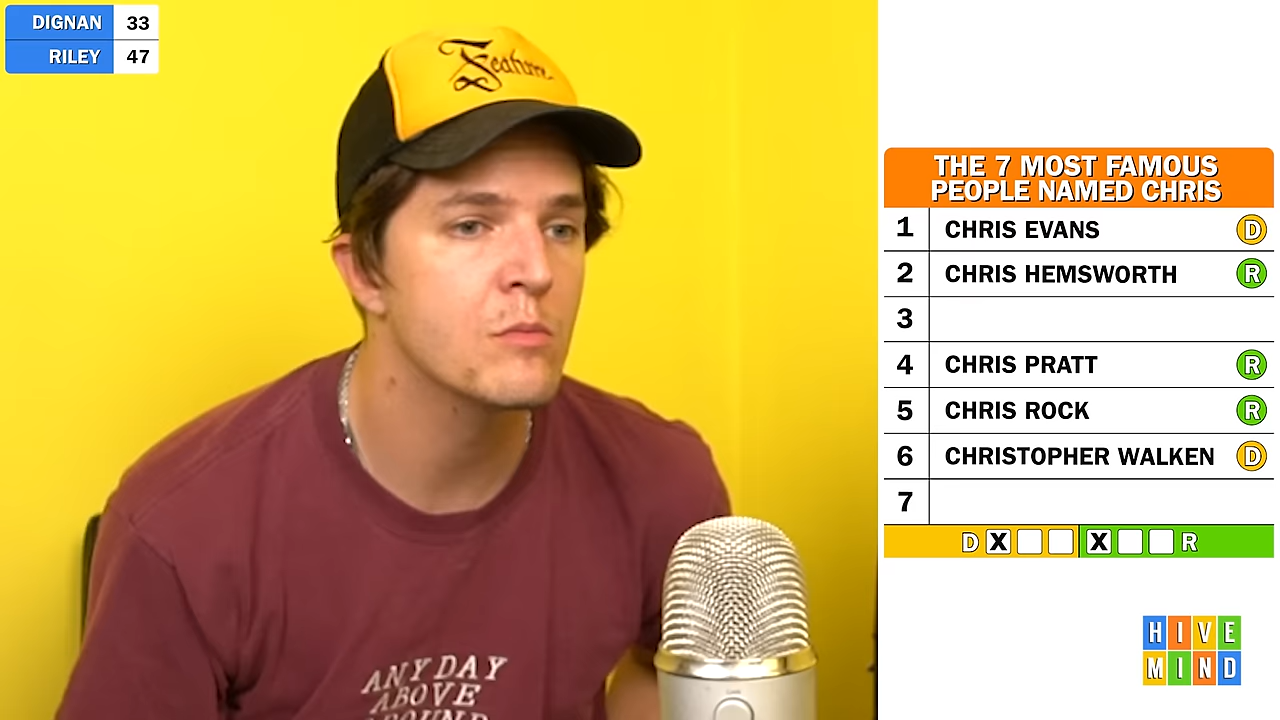 DIGNAN 33
RILEY 47
Feature
ANY DAY
ABOVE
THE 7 MOST FAMOUS
PEOPLE NAMED CHRIS
1 CHRIS EVANS D
2 CHRIS HEMSWORTH R
3
4 CHRIS PRATT R
5 CHRIS ROCK R
6 CHRISTOPHER WALKEN D
7
D X X R
HIVE
MIND